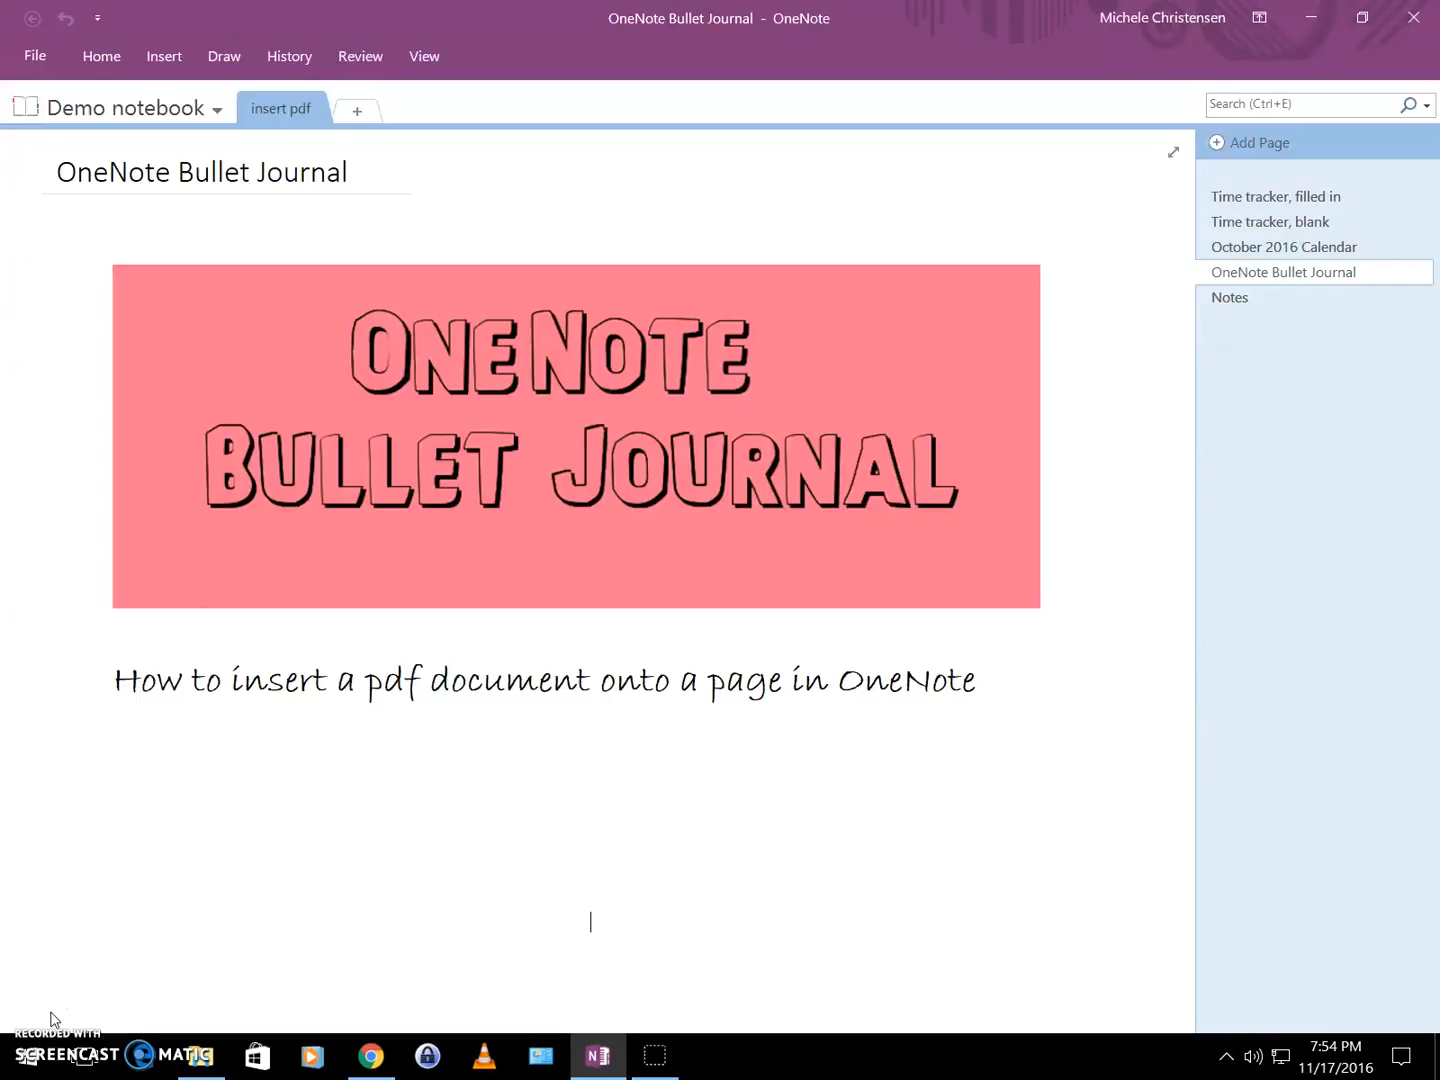 OneNote Bullet Journal - OneNote
Michele Christensen
File
Home
Insert
Draw
History
Review
View
Demo notebook
insert pdf
+
Search (Ctrl+E)
Add Page
OneNote Bullet Journal
Time tracker, filled in
Time tracker, blank
October 2016 Calendar
OneNote Bullet Journal
Notes
ONENOTE
BULLET JOURNAL
How to insert a pdf document onto a page in OneNote
RECORDED WITH
SCREENCAST MATIC
N
7:54 PM
11/17/2016